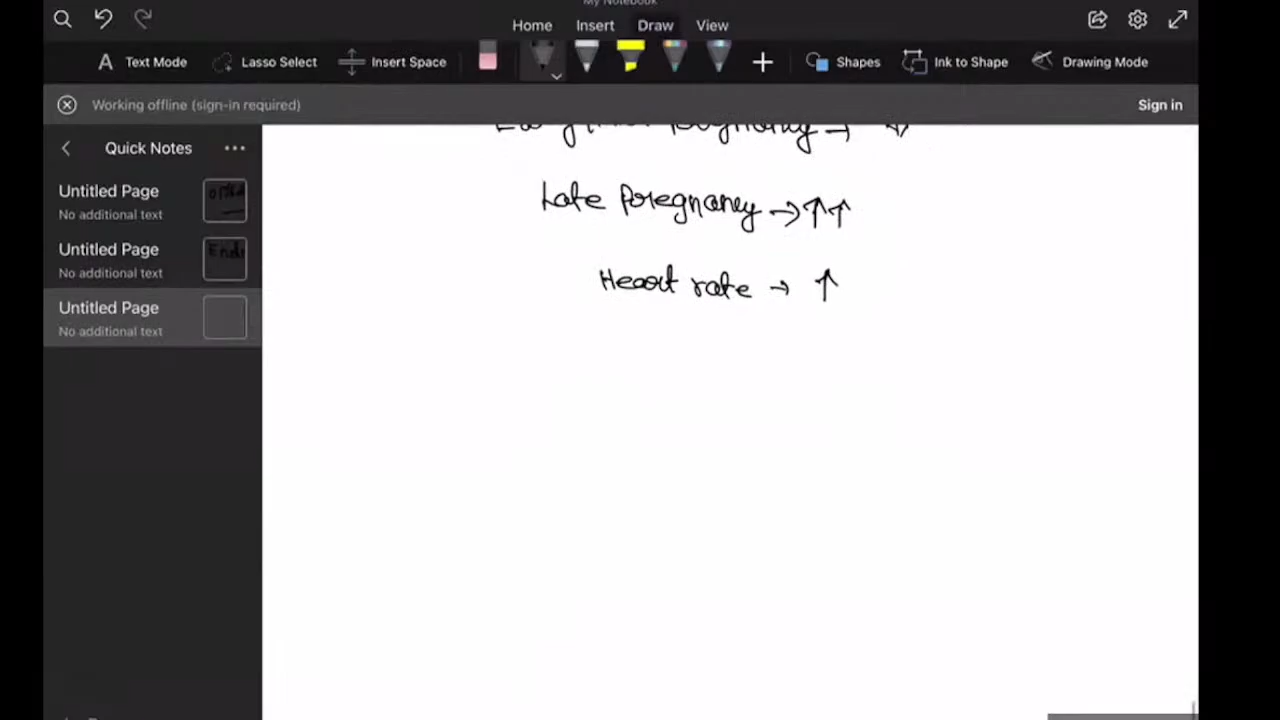 My Notebook
Home Insert Draw View
Text Mode Lasso Select Insert Space Shapes Ink to Shape Drawing Mode
Working offline (sign-in required) Sign in
Quick Notes
Untitled Page
No additional text
Untitled Page
No additional text
Untitled Page
No additional text
pregnancy →
Late Pregnancy → ↑↑
Heart rate → ↑